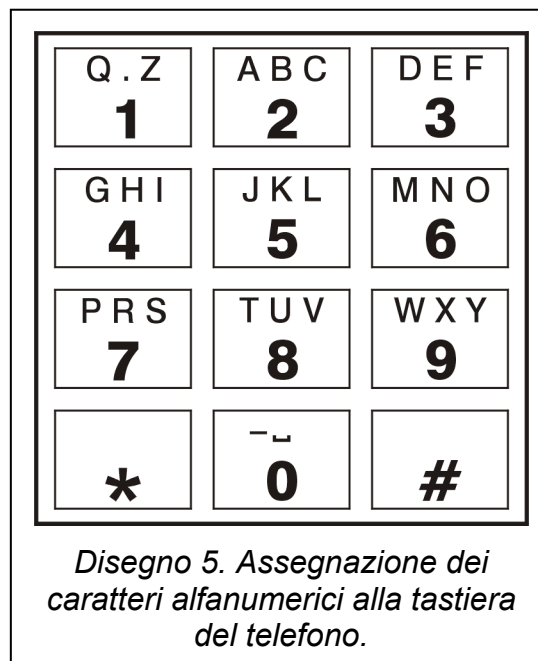 Q . Z A B C D E F
1 2 3
G H I J K L M N O
4 5 6
P R S T U V W X Y
7 8 9
–␣
* 0 #
Disegno 5. Assegnazione dei
caratteri alfanumerici alla tastiera
del telefono.